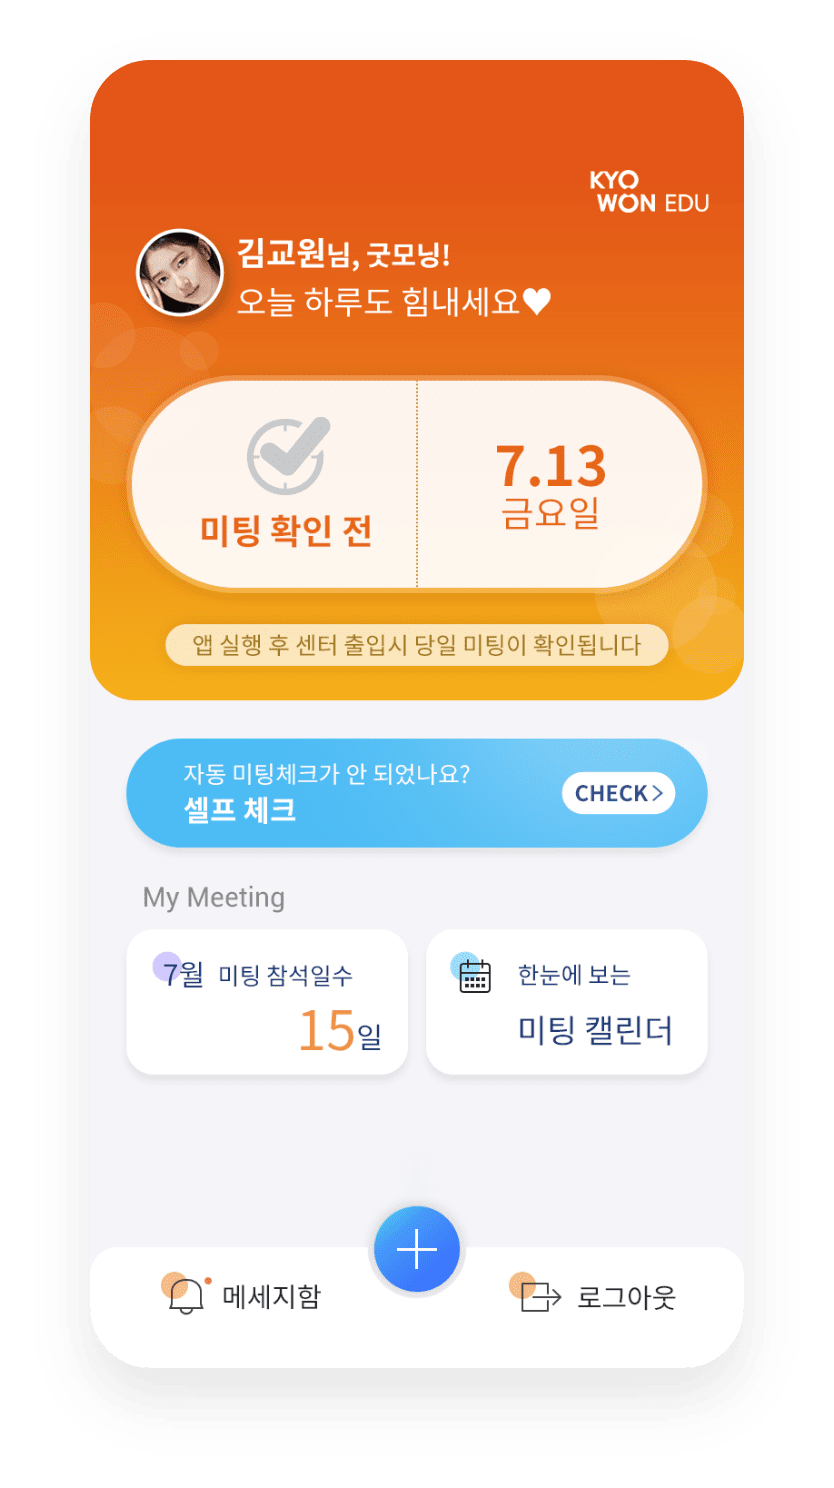 KYO
WON EDU
김교원님, 굿모닝!
오늘 하루도 힘내세요♥
미팅 확인 전
7.13
금요일
앱 실행 후 센터 출입시 당일 미팅이 확인됩니다
자동 미팅체크가 안 되었나요?
셀프 체크
CHECK >
My Meeting
7월 미팅 참석일수
15일
한눈에 보는
미팅 캘린더
메세지함
로그아웃